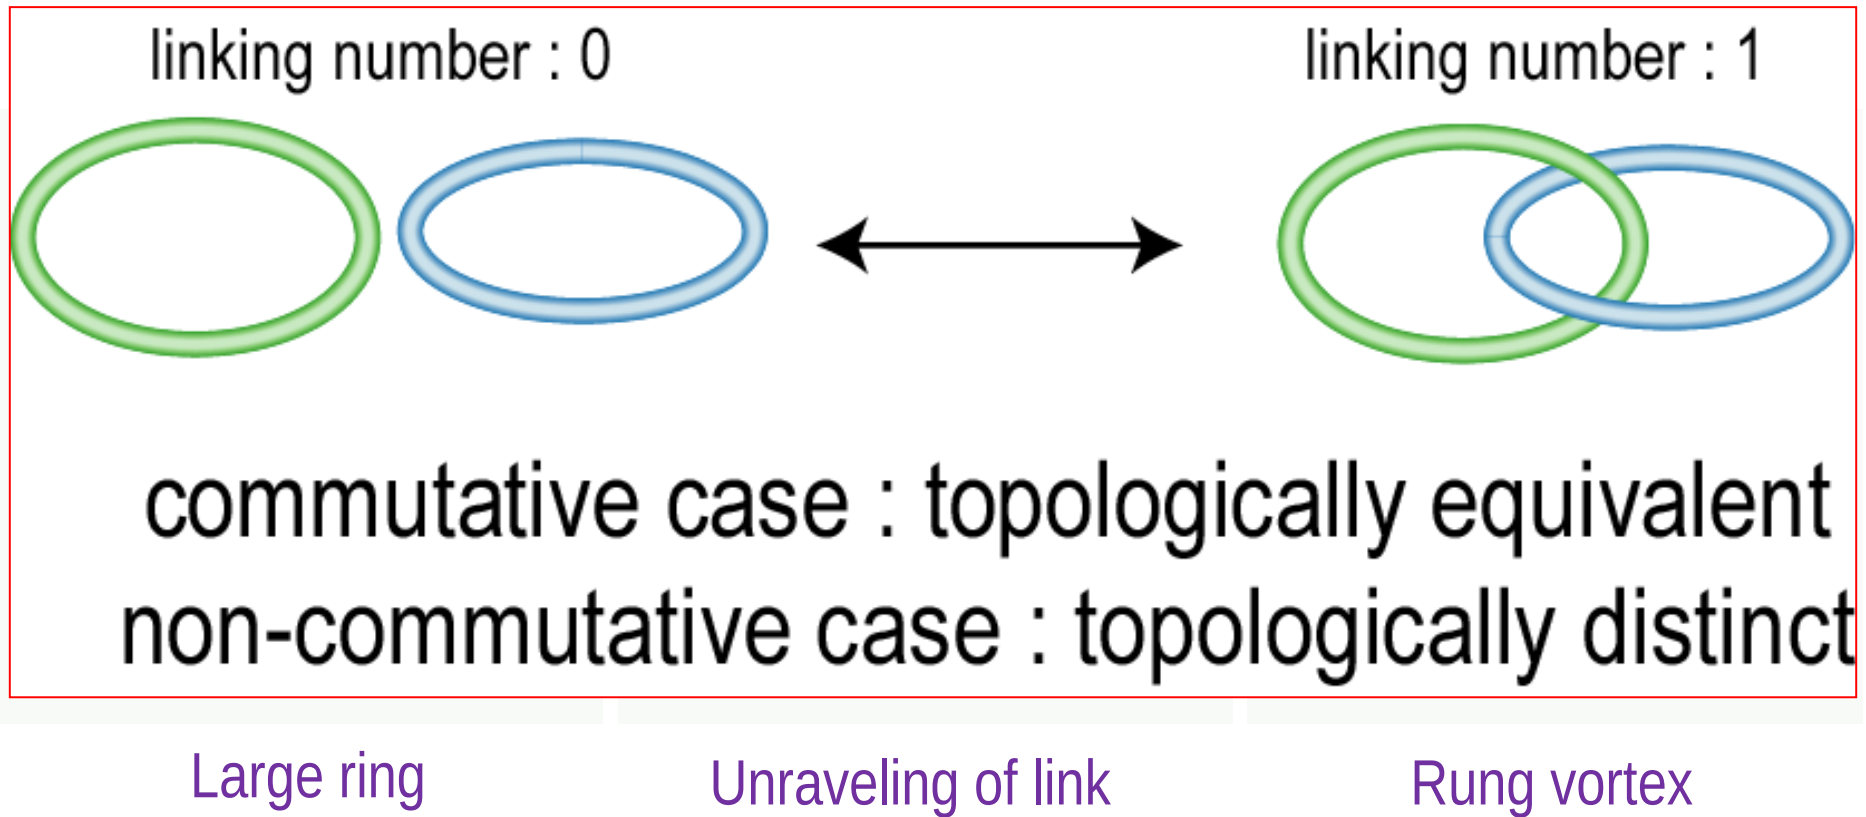 linking number : 0
linking number : 1
commutative case : topologically equivalent
non-commutative case : topologically distinct
Large ring
Unraveling of link
Rung vortex